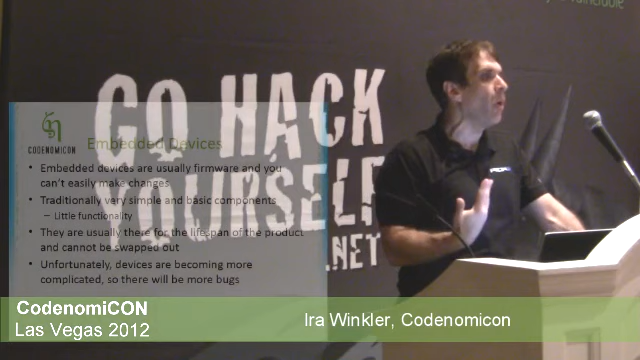 GO HACK
YOURSELF
.NET
CODENOMICON
Embedded Devices
• Embedded devices are usually firmware and you
can't easily make changes
• Traditionally very simple and basic components
– Little functionality
• They are usually there for the lifespan of the product
and cannot be swapped out
• Unfortunately, devices are becoming more
complicated, so there will be more bugs
CodenomiCON
Las Vegas 2012
Ira Winkler, Codenomicon